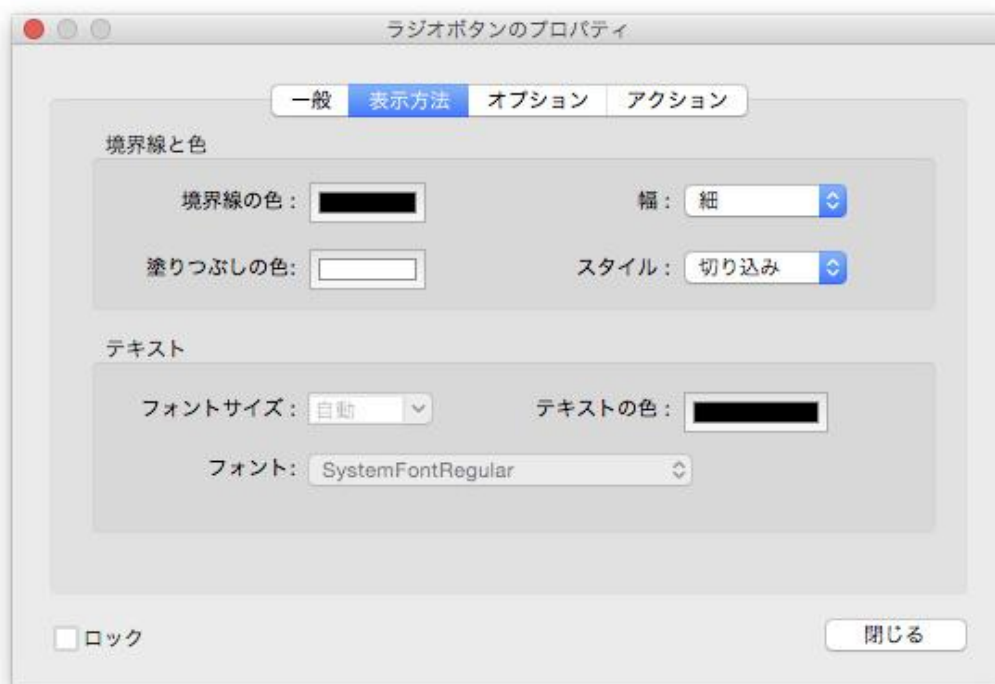 ラジオボタンのプロパティ
一般 表示方法 オプション アクション
境界線と色
境界線の色： 幅： 細
塗りつぶしの色: スタイル： 切り込み
テキスト
フォントサイズ： 自動 テキストの色：
フォント: SystemFontRegular
ロック 閉じる